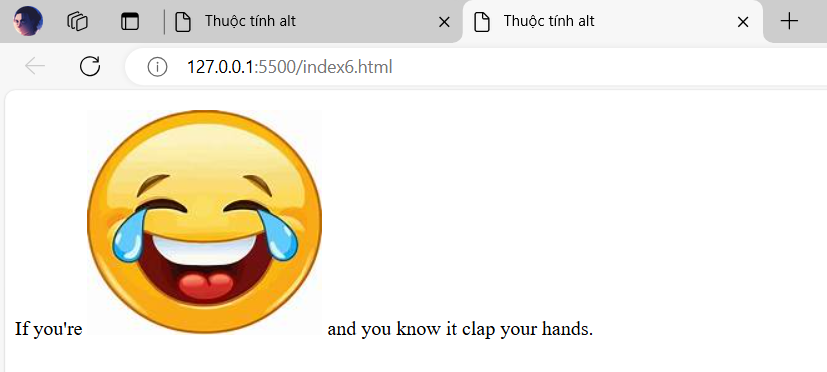 Thuộc tính alt
Thuộc tính alt
127.0.0.1:5500/index6.html
If you're and you know it clap your hands.